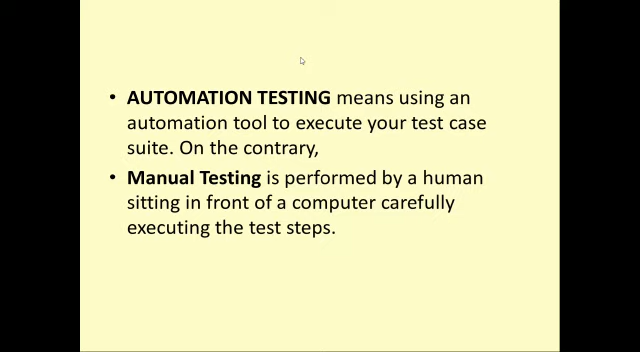 • AUTOMATION TESTING means using an
automation tool to execute your test case
suite. On the contrary,
• Manual Testing is performed by a human
sitting in front of a computer carefully
executing the test steps.